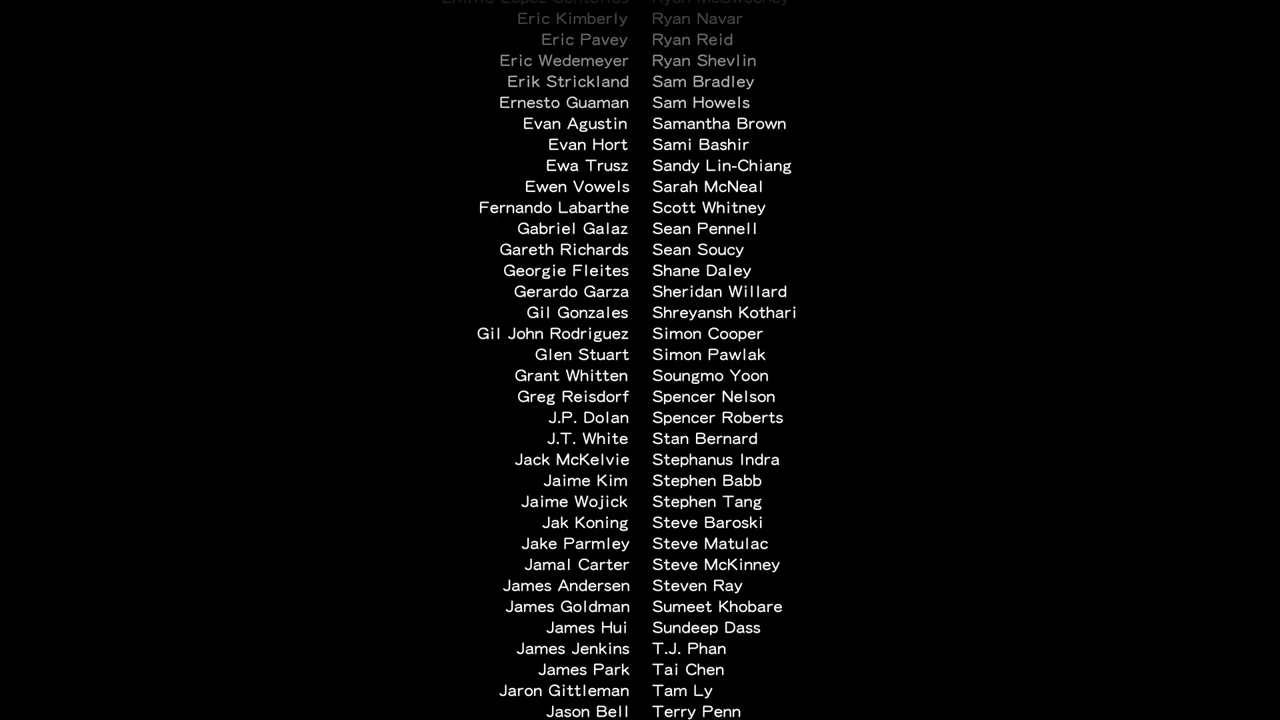 Eric Kimberly Ryan Navar
Eric Pavey Ryan Reid
Eric Wedemeyer Ryan Shevlin
Erik Strickland Sam Bradley
Ernesto Guaman Sam Howels
Evan Agustin Samantha Brown
Evan Hort Sami Bashir
Ewa Trusz Sandy Lin-Chiang
Ewen Vowels Sarah McNeal
Fernando Labarthe Scott Whitney
Gabriel Galaz Sean Pennell
Gareth Richards Sean Soucy
Georgie Fleites Shane Daley
Gerardo Garza Sheridan Willard
Gil Gonzales Shreyansh Kothari
Gil John Rodriguez Simon Cooper
Glen Stuart Simon Pawlak
Grant Whitten Soungmo Yoon
Greg Reisdorf Spencer Nelson
J.P. Dolan Spencer Roberts
J.T. White Stan Bernard
Jack McKelvie Stephanus Indra
Jaime Kim Stephen Babb
Jaime Wojick Stephen Tang
Jak Koning Steve Baroski
Jake Parmley Steve Matulac
Jamal Carter Steve McKinney
James Andersen Steven Ray
James Goldman Sumeet Khobare
James Hui Sundeep Dass
James Jenkins T.J. Phan
James Park Tai Chen
Jaron Gittleman Tam Ly
Jason Bell Terry Penn